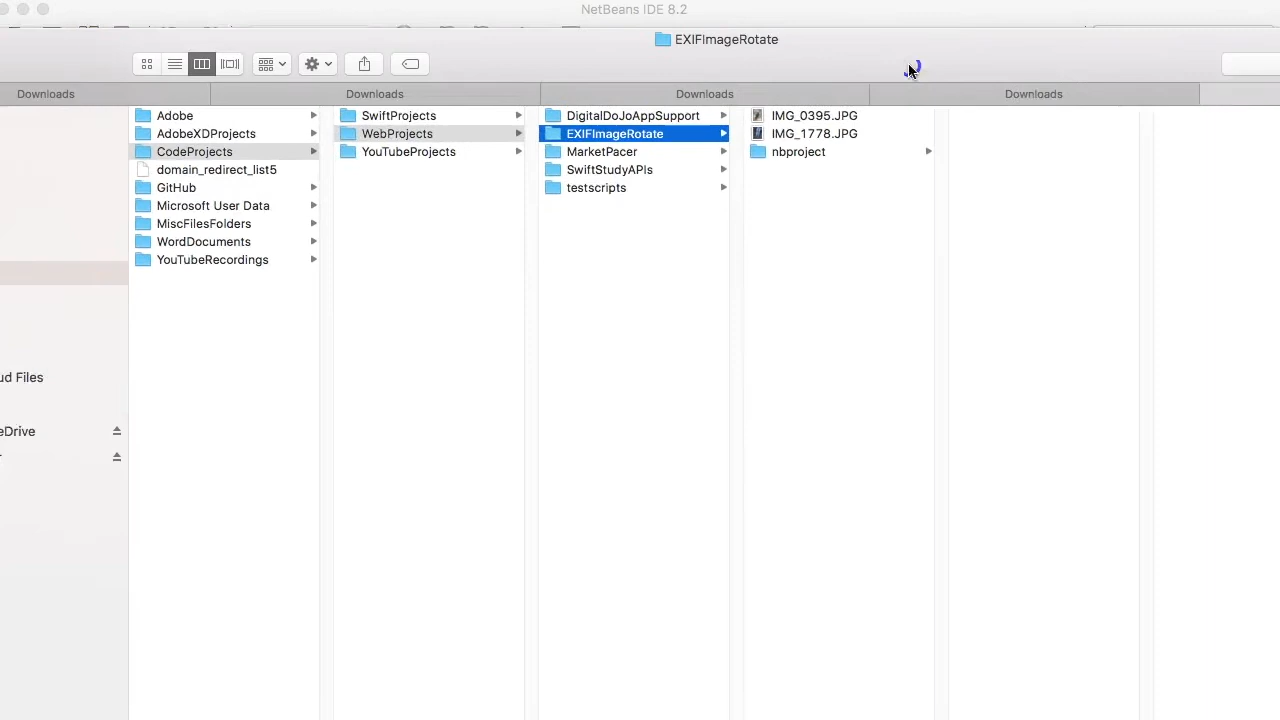 NetBeans IDE 8.2
EXIFImageRotate
Downloads
Downloads
Downloads
Downloads
Adobe
AdobeXDProjects
CodeProjects
domain_redirect_list5
GitHub
Microsoft User Data
MiscFilesFolders
WordDocuments
YouTubeRecordings
SwiftProjects
WebProjects
YouTubeProjects
DigitalDoJoAppSupport
EXIFImageRotate
MarketPacer
SwiftStudyAPIs
testscripts
IMG_0395.JPG
IMG_1778.JPG
nbproject
ud Files
eDrive